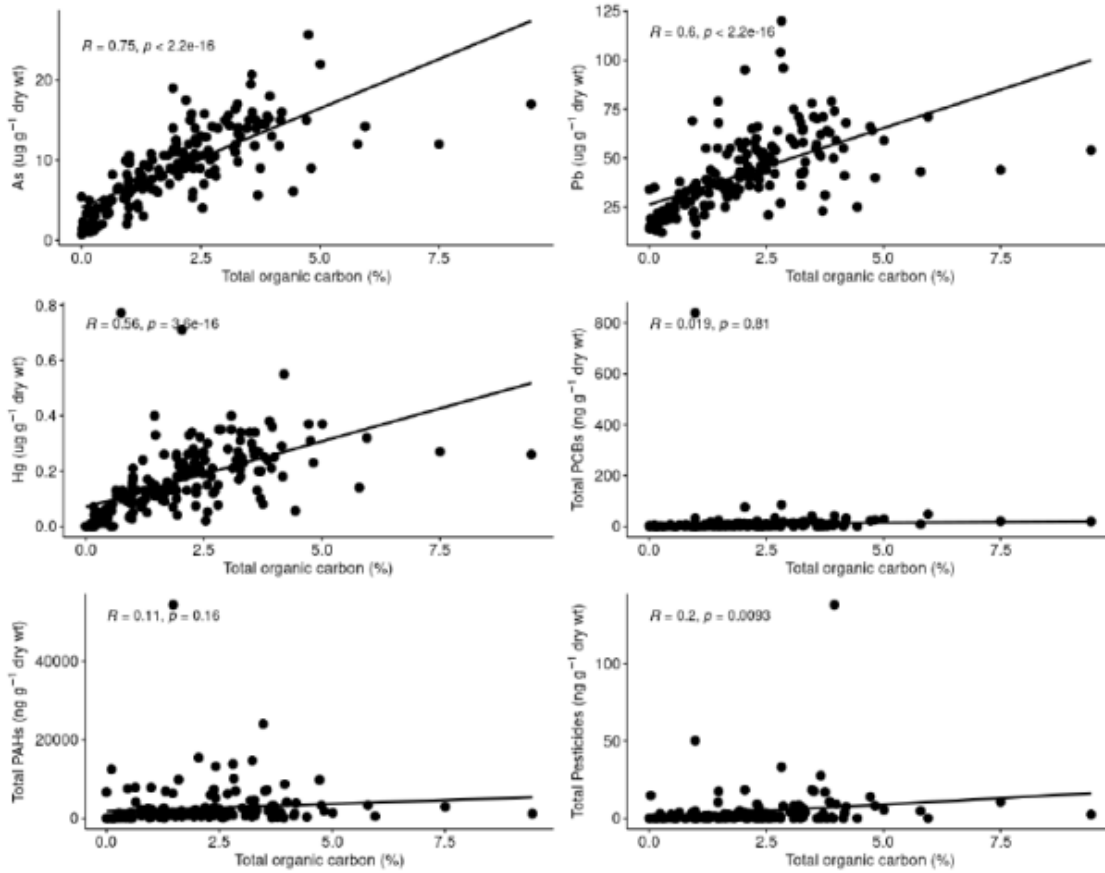 R = 0.75, p < 2.2e-16
As (ug g⁻¹ dry wt)
20
10
0
0.0 2.5 5.0 7.5
Total organic carbon (%)
R = 0.6, p < 2.2e-16
Pb (ug g⁻¹ dry wt)
125
100
75
50
25
0.0 2.5 5.0 7.5
Total organic carbon (%)
R = 0.56, p = 3.6e-16
Hg (ug g⁻¹ dry wt)
0.8
0.6
0.4
0.2
0.0
0.0 2.5 5.0 7.5
Total organic carbon (%)
R = 0.019, p = 0.81
Total PCBs (ng g⁻¹ dry wt)
800
600
400
200
0
0.0 2.5 5.0 7.5
Total organic carbon (%)
R = 0.11, p = 0.16
Total PAHs (ng g⁻¹ dry wt)
40000
20000
0
0.0 2.5 5.0 7.5
Total organic carbon (%)
R = 0.2, p = 0.0093
Total Pesticides (ng g⁻¹ dry wt)
100
50
0
0.0 2.5 5.0 7.5
Total organic carbon (%)